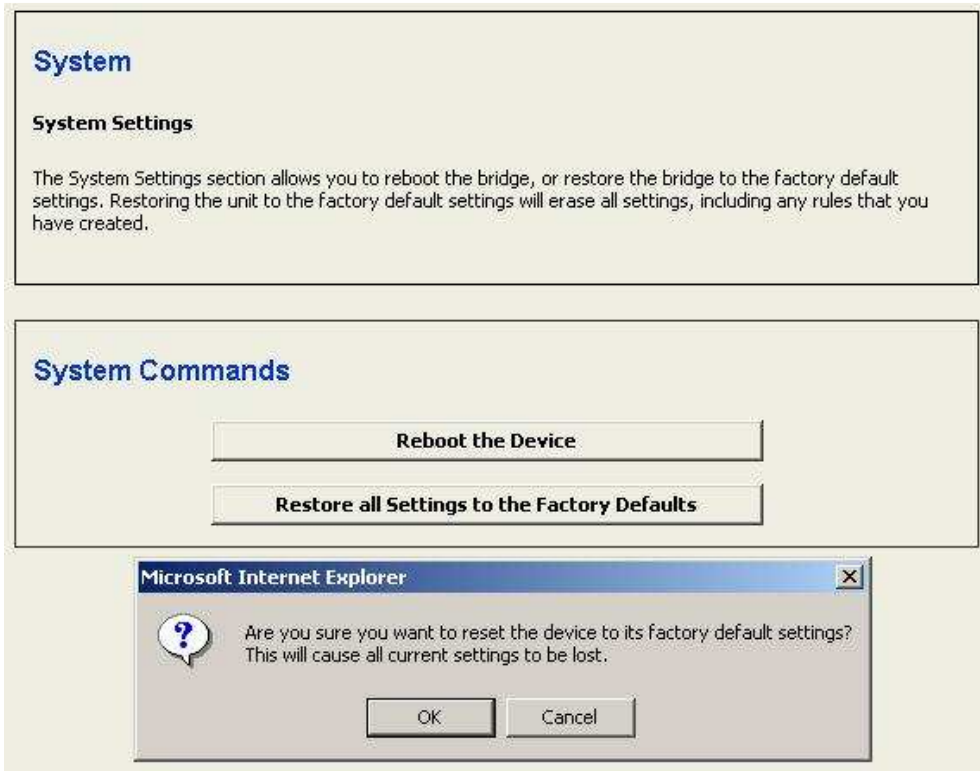 System
System Settings
The System Settings section allows you to reboot the bridge, or restore the bridge to the factory default
settings. Restoring the unit to the factory default settings will erase all settings, including any rules that you
have created.
System Commands
Reboot the Device
Restore all Settings to the Factory Defaults
Microsoft Internet Explorer
Are you sure you want to reset the device to its factory default settings?
This will cause all current settings to be lost.
OK
Cancel